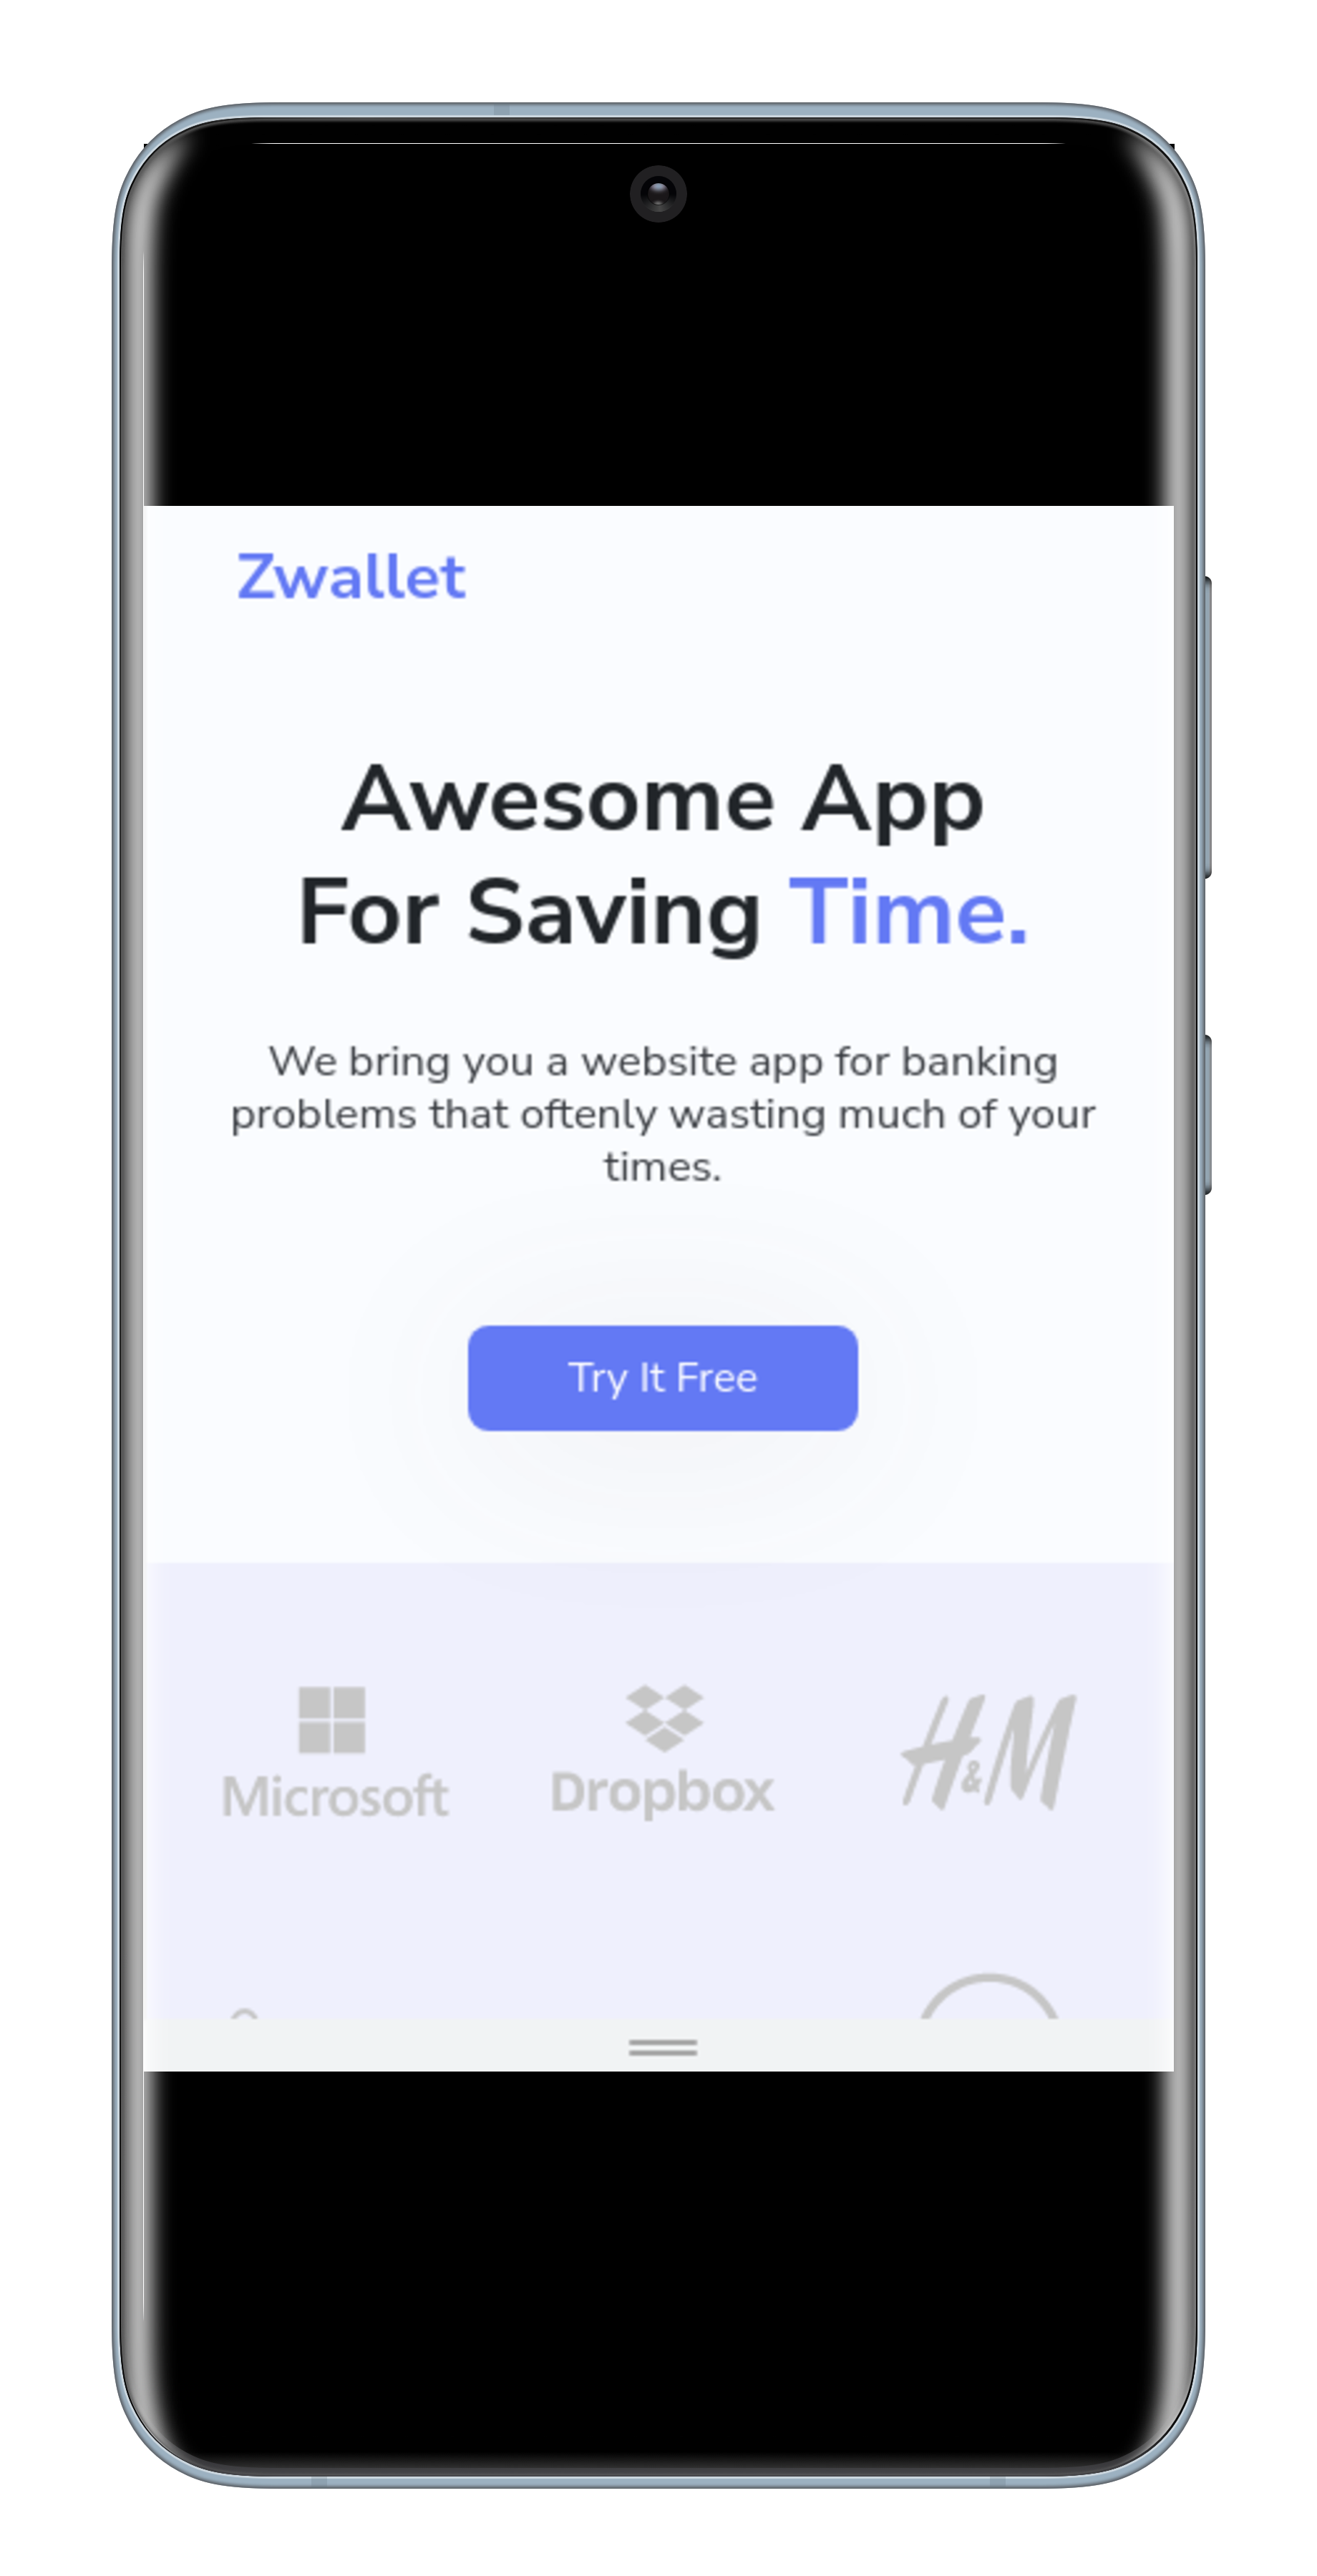 Zwallet
Awesome App
For Saving Time.
We bring you a website app for banking
problems that oftenly wasting much of your
times.
Try It Free
Microsoft Dropbox H&M